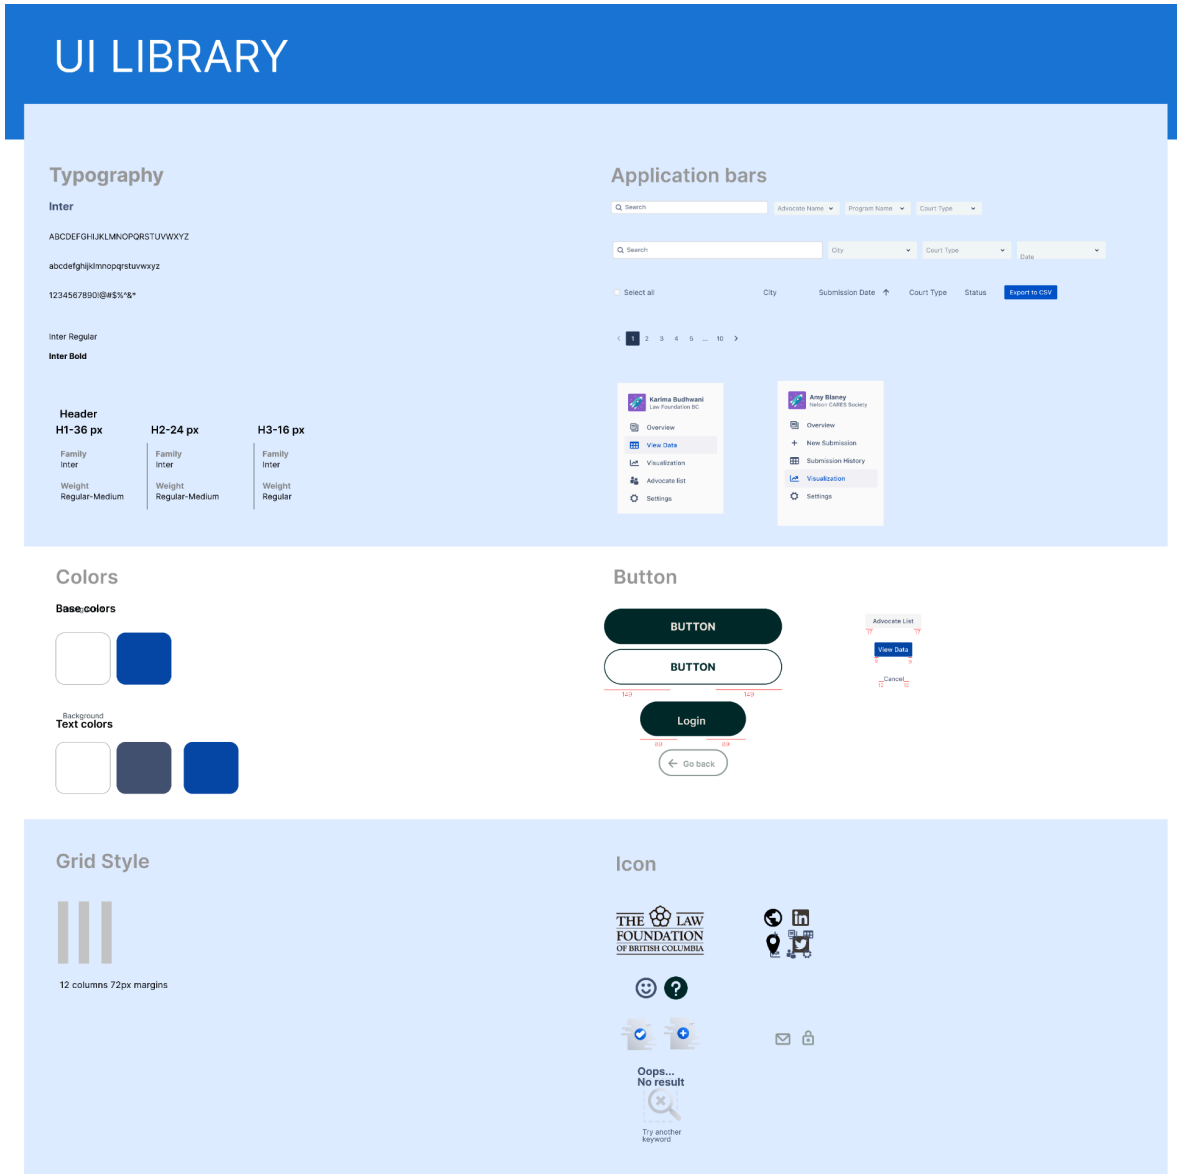 UI LIBRARY
Typography
Inter
ABCDEFGHIJKLMNOPQRSTUVWXYZ
abcdefghijklmnopqrstuvwxyz
1234567890!@#$%^&*
Inter Regular
Inter Bold
Header
H1-36 px
H2-24 px
H3-16 px
Family
Inter
Weight
Regular-Medium
Family
Inter
Weight
Regular-Medium
Family
Inter
Weight
Regular
Application bars
Search
Advocate Name
Program Name
Court Type
Search
City
Court Type
Date
Select all
City
Submission Date
Court Type
Status
Export to CSV
1 2 3 4 5 ... 10
Karima Budhwani
Law Foundation BC
Overview
View Data
Visualization
Advocate list
Settings
Amy Blaney
Nelson CARES Society
Overview
New Submission
Submission History
Visualization
Settings
Colors
Base colors
Background
Text colors
Button
BUTTON
BUTTON
149
149
Login
89
89
Go back
Advocate List
View Data
Cancel
12
Grid Style
12 columns 72px margins
Icon
THE LAW
FOUNDATION
OF BRITISH COLUMBIA
in
?
Oops...
No result
Try another
keyword